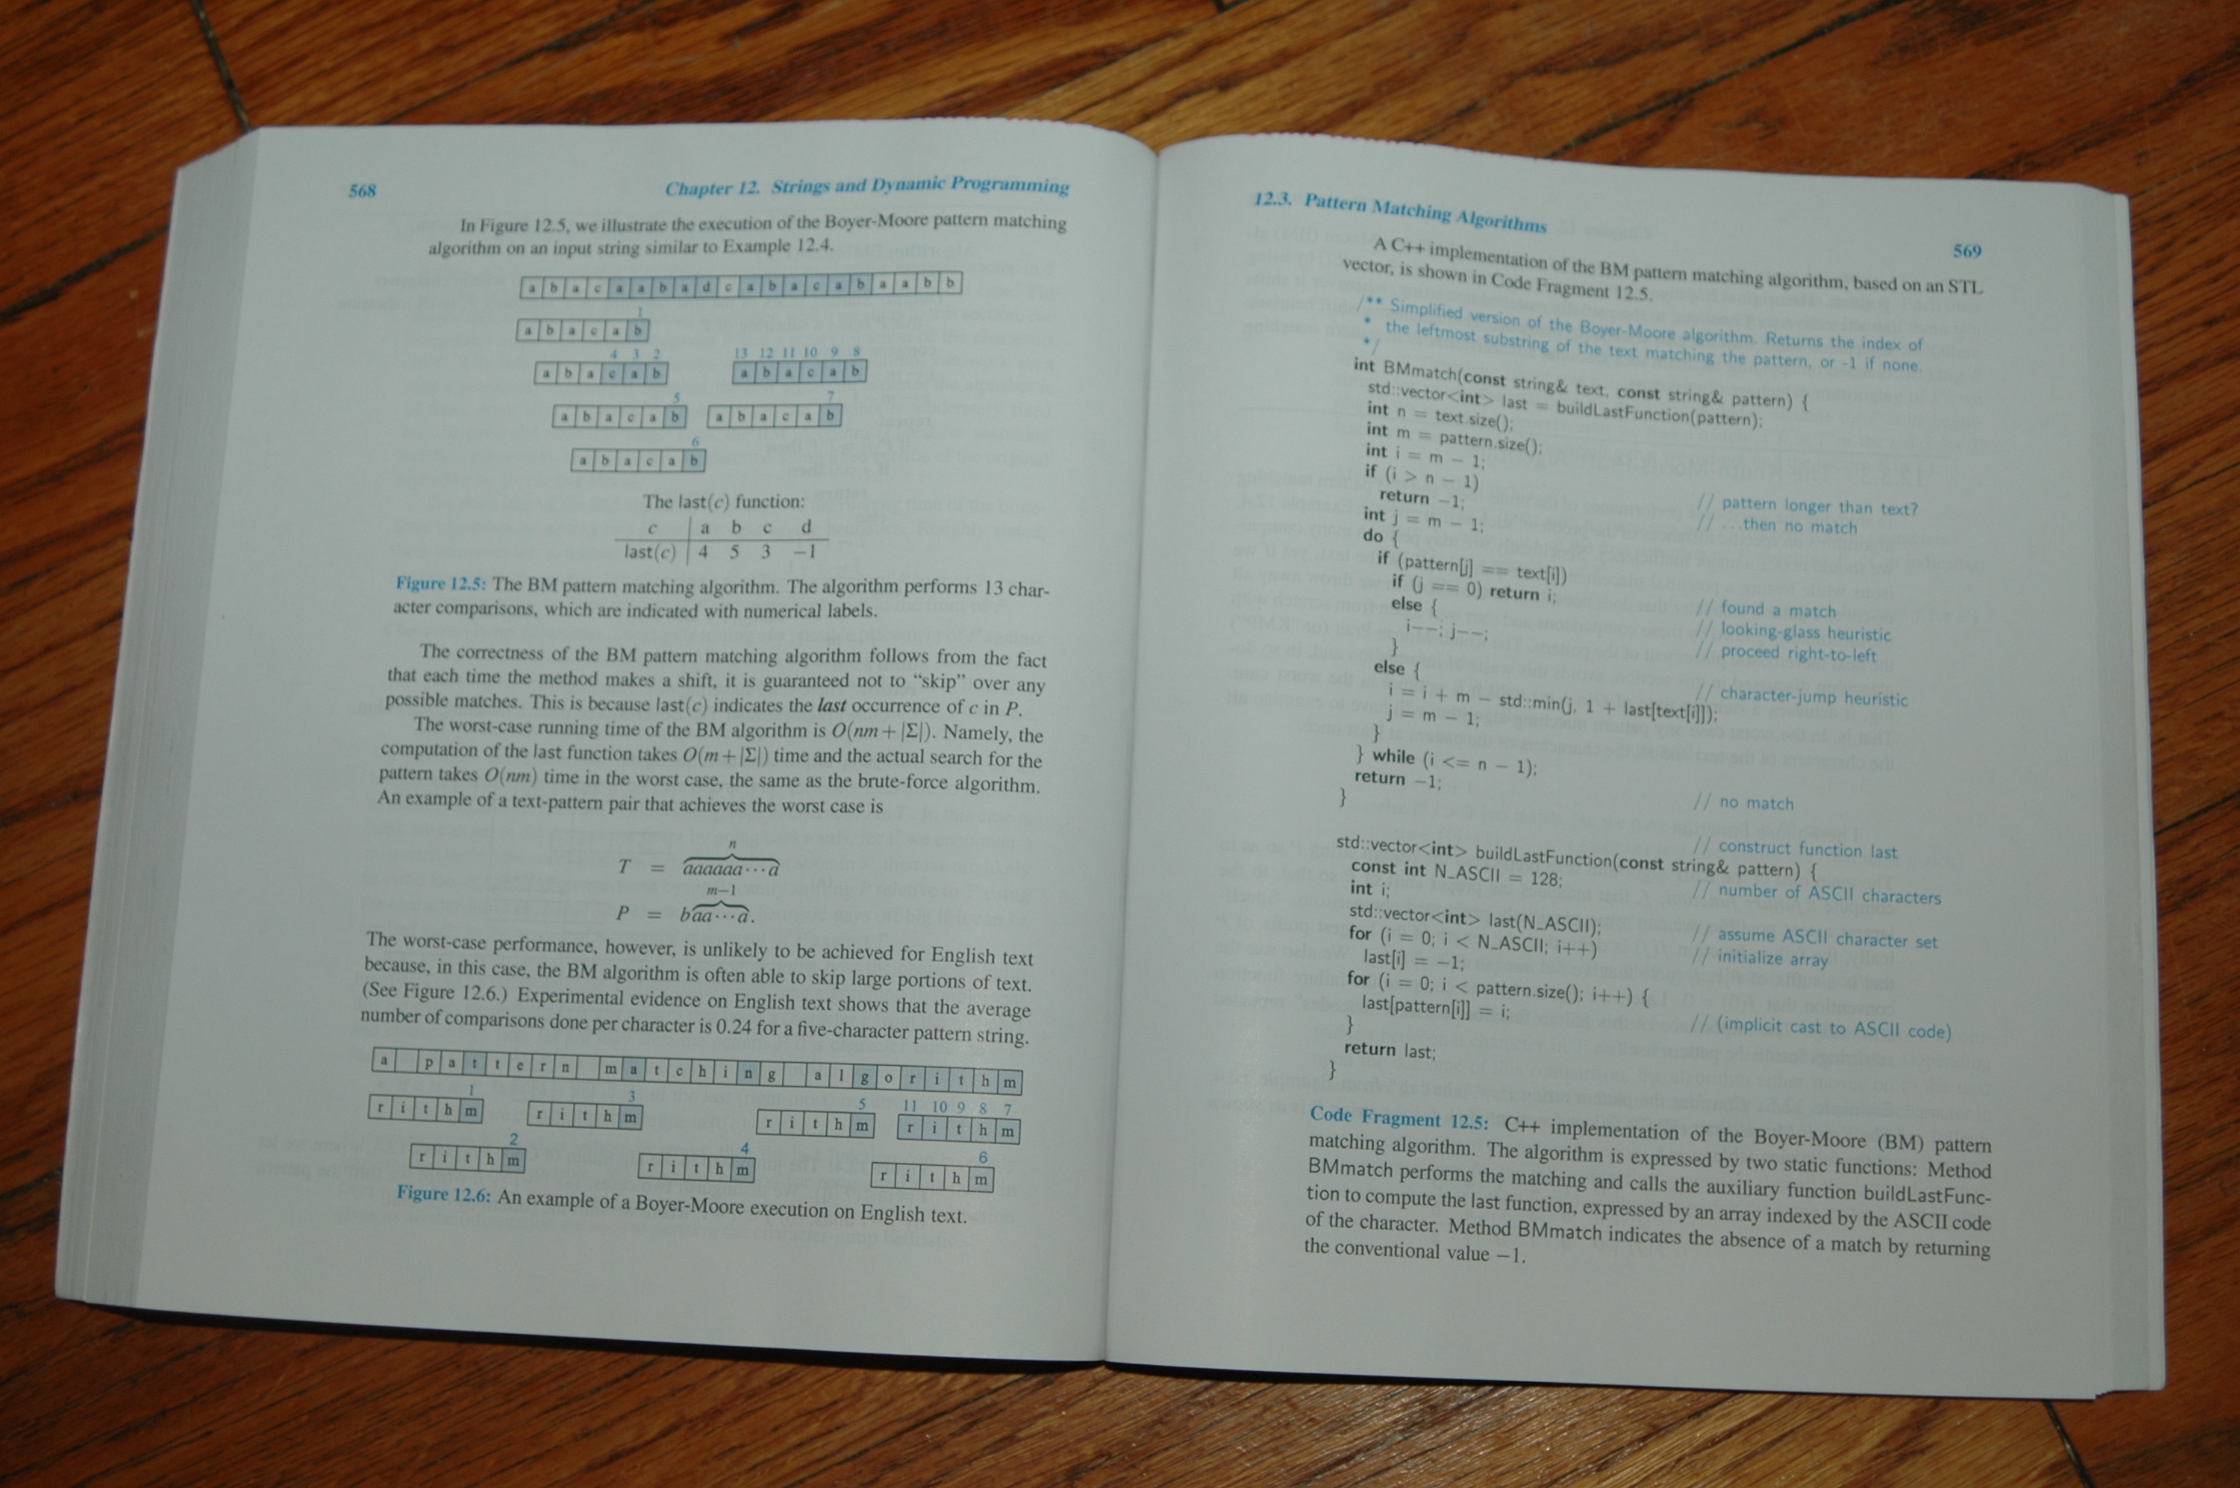 568
Chapter 12. Strings and Dynamic Programming
In Figure 12.5, we illustrate the execution of the Boyer-Moore pattern matching
algorithm on an input string similar to Example 12.4.
a b a c a a b a d c a b a c a b a a b b
1
a b a c a b
4 3 2 13 12 11 10 9 8
a b a c a b a b a c a b
5 7
a b a c a b a b a c a b
6
a b a c a b
The last(c) function:
c a b c d
last(c) 4 5 3 −1
Figure 12.5: The BM pattern matching algorithm. The algorithm performs 13 char-
acter comparisons, which are indicated with numerical labels.
The correctness of the BM pattern matching algorithm follows from the fact
that each time the method makes a shift, it is guaranteed not to “skip” over any
possible matches. This is because last(c) indicates the last occurrence of c in P.
The worst-case running time of the BM algorithm is O(nm+|Σ|). Namely, the
computation of the last function takes O(m+|Σ|) time and the actual search for the
pattern takes O(nm) time in the worst case, the same as the brute-force algorithm.
An example of a text-pattern pair that achieves the worst case is
n
T = aaaaaa···a
m−1
P = baa···a.
The worst-case performance, however, is unlikely to be achieved for English text
because, in this case, the BM algorithm is often able to skip large portions of text.
(See Figure 12.6.) Experimental evidence on English text shows that the average
number of comparisons done per character is 0.24 for a five-character pattern string.
a p a t t e r n m a t c h i n g a l g o r i t h m
1 3 5 11 10 9 8 7
r i t h m r i t h m r i t h m r i t h m
2 4 6
r i t h m r i t h m r i t h m
Figure 12.6: An example of a Boyer-Moore execution on English text.
12.3. Pattern Maching Algorithms
569
A C++ implementation of the BM pattern matching algorithm, based on an STL
vector, is shown in Code Fragment 12.5.
/** Simplified version of the Boyer-Moore algorithm. Returns the index of
* the leftmost substring of the text matching the pattern, or -1 if none.
*/
int BMmatch(const string& text, const string& pattern) {
std::vector<int> last = buildLastFunction(pattern);
int n = text.size();
int m = pattern.size();
int i = m − 1;
if (i > n − 1) // pattern longer than text?
return −1; // . . .then no match
int j = m − 1;
do {
if (pattern[j] == text[i])
if (j == 0) return i; // found a match
else { // looking-glass heuristic
i−−; j−−; // proceed right-to-left
}
else { // character-jump heuristic
i = i + m − std::min(j, 1 + last[text[i]]);
j = m − 1;
}
} while (i <= n − 1);
return −1; // no match
}
// construct function last
std::vector<int> buildLastFunction(const string& pattern) {
const int N_ASCII = 128; // number of ASCII characters
int i;
std::vector<int> last(N_ASCII); // assume ASCII character set
for (i = 0; i < N_ASCII; i++) // initialize array
last[i] = −1;
for (i = 0; i < pattern.size(); i++) {
last[pattern[i]] = i; // (implicit cast to ASCII code)
}
return last;
}
Code Fragment 12.5: C++ implementation of the Boyer-Moore (BM) pattern
matching algorithm. The algorithm is expressed by two static functions: Method
BMmatch performs the matching and calls the auxiliary function buildLastFunc-
tion to compute the last function, expressed by an array indexed by the ASCII code
of the character. Method BMmatch indicates the absence of a match by returning
the conventional value −1.